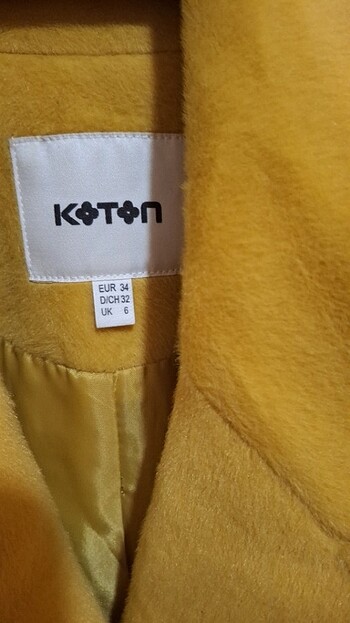 KOTON
EUR 34
D/CH 32
UK 6